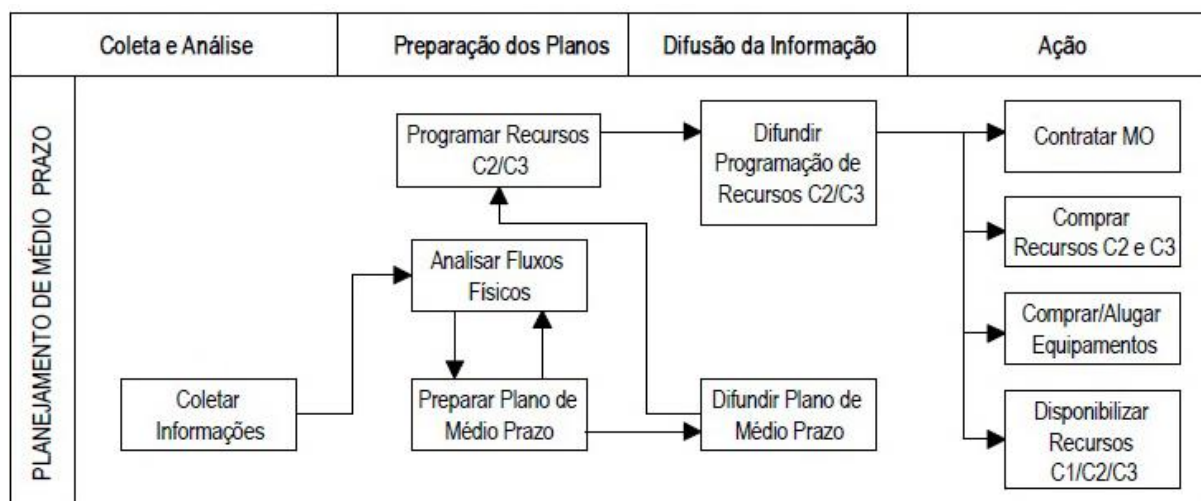 Coleta e Análise
Preparação dos Planos
Difusão da Informação
Ação
PLANEJAMENTO DE MÉDIO PRAZO
Programar Recursos
C2/C3
Difundir
Programação de
Recursos C2/C3
Contratar MO
Comprar
Recursos C2 e C3
Analisar Fluxos
Físicos
Comprar/Alugar
Equipamentos
Coletar
Informações
Preparar Plano de
Médio Prazo
Difundir Plano de
Médio Prazo
Disponibilizar
Recursos
C1/C2/C3